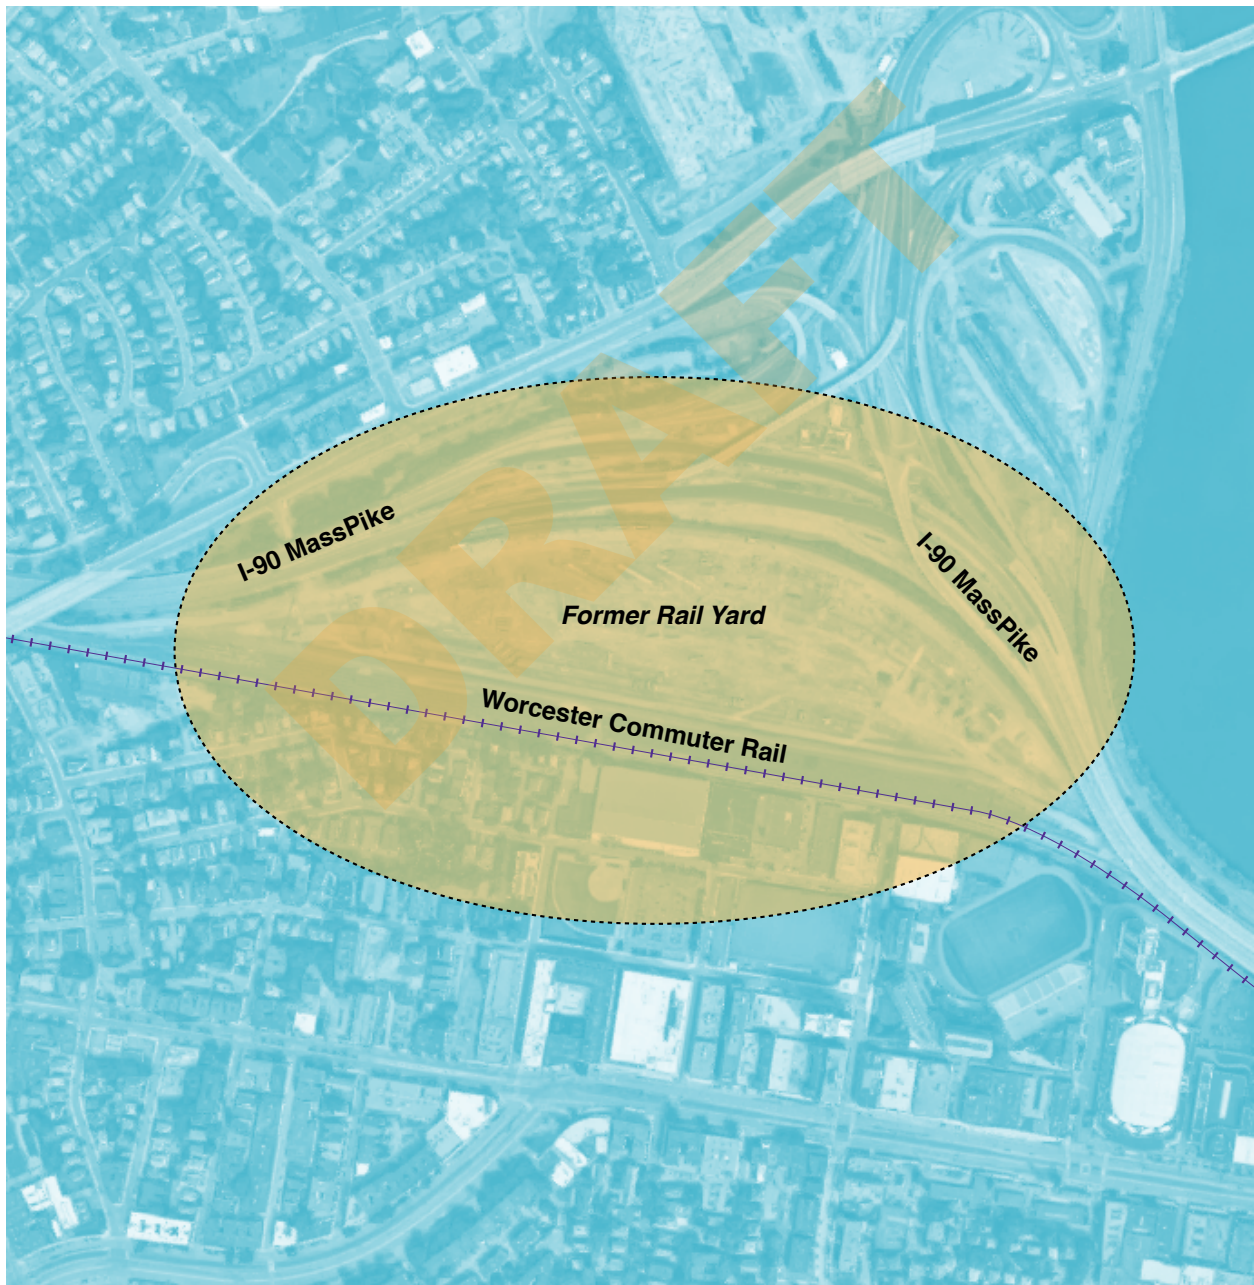 DRAFT
I-90 MassPike
I-90 MassPike
Former Rail Yard
Worcester Commuter Rail